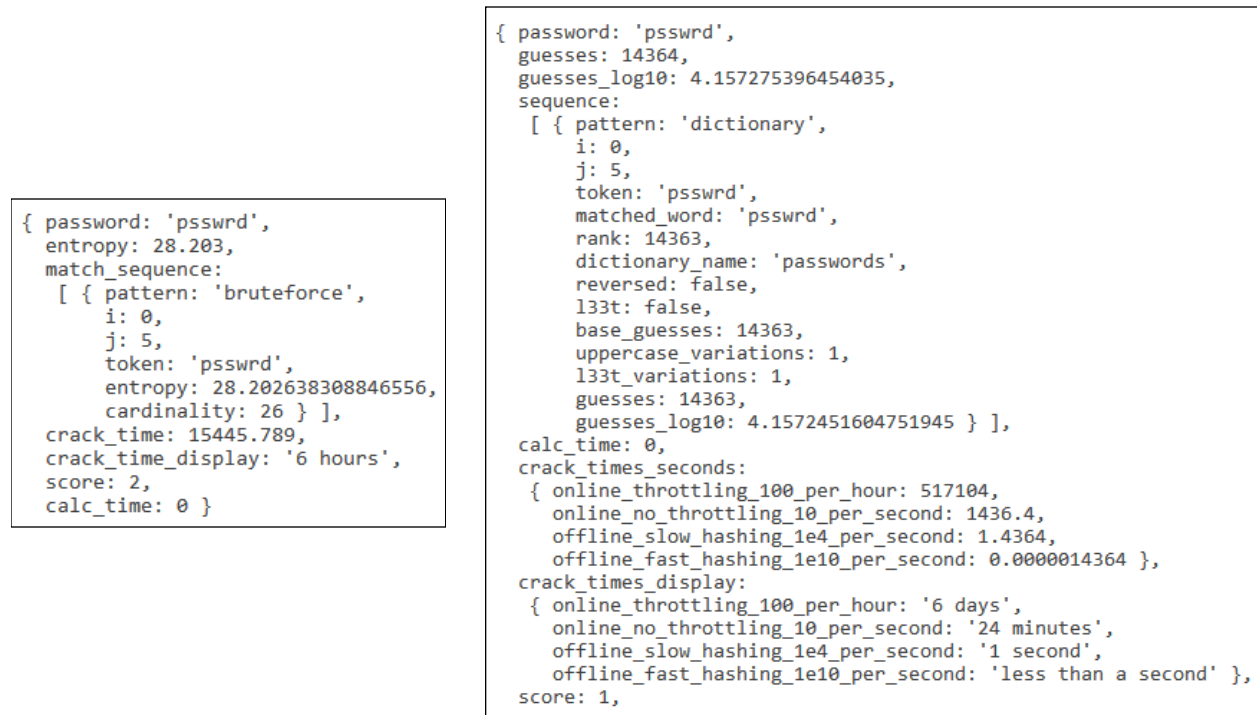 { password: 'psswrd',
entropy: 28.203,
match_sequence:
[ { pattern: 'bruteforce',
i: 0,
j: 5,
token: 'psswrd',
entropy: 28.202638308846556,
cardinality: 26 } ],
crack_time: 15445.789,
crack_time_display: '6 hours',
score: 2,
calc_time: 0 }
{ password: 'psswrd',
guesses: 14364,
guesses_log10: 4.157275396454035,
sequence:
[ { pattern: 'dictionary',
i: 0,
j: 5,
token: 'psswrd',
matched_word: 'psswrd',
rank: 14363,
dictionary_name: 'passwords',
reversed: false,
l33t: false,
base_guesses: 14363,
uppercase_variations: 1,
l33t_variations: 1,
guesses: 14363,
guesses_log10: 4.1572451604751945 } ],
calc_time: 0,
crack_times_seconds:
{ online_throttling_100_per_hour: 517104,
online_no_throttling_10_per_second: 1436.4,
offline_slow_hashing_1e4_per_second: 1.4364,
offline_fast_hashing_1e10_per_second: 0.0000014364 },
crack_times_display:
{ online_throttling_100_per_hour: '6 days',
online_no_throttling_10_per_second: '24 minutes',
offline_slow_hashing_1e4_per_second: '1 second',
offline_fast_hashing_1e10_per_second: 'less than a second' },
score: 1,